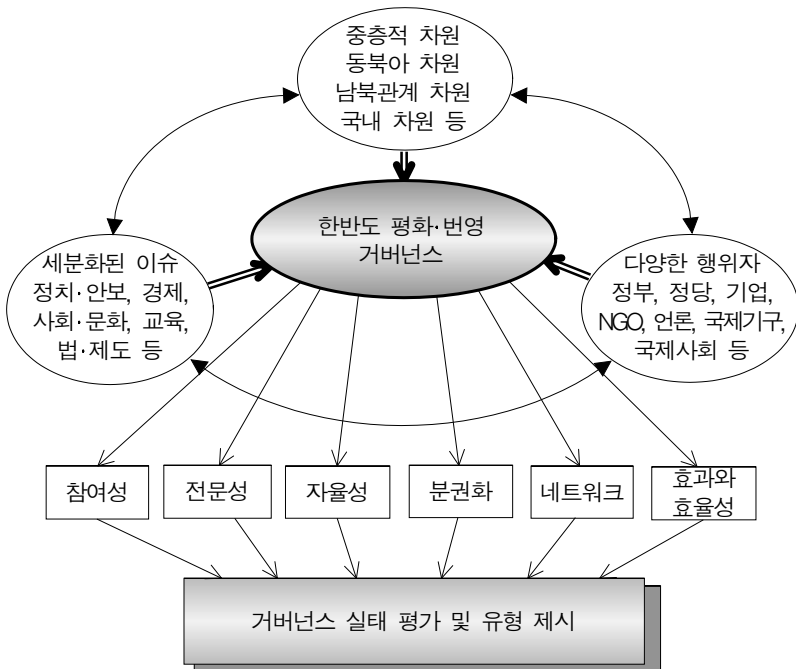 중층적 차원
동북아 차원
남북관계 차원
국내 차원 등
한반도 평화·번영
거버넌스
세분화된 이슈
정치·안보, 경제,
사회·문화, 교육,
법·제도 등
다양한 행위자
정부, 정당, 기업,
NGO, 언론, 국제기구,
국제사회 등
참여성
전문성
자율성
분권화
네트워크
효과와
효율성
거버넌스 실태 평가 및 유형 제시